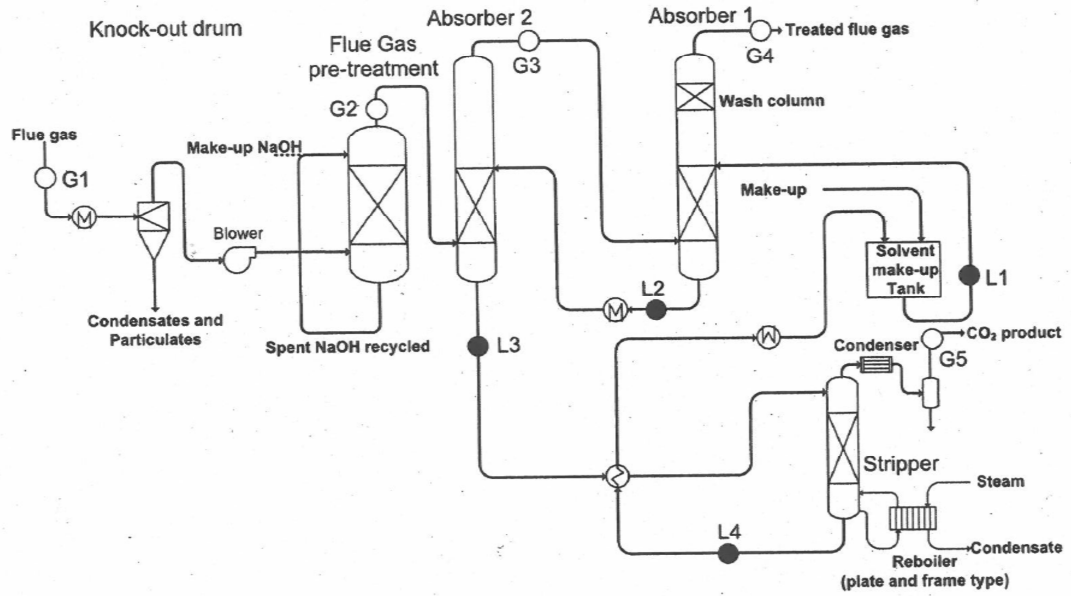 Knock-out drum
Absorber 2
Absorber 1
Flue Gas
pre-treatment
G3
G4
Treated flue gas
G2
Wash column
Flue gas
Make-up NaOH
G1
M
Make-up
Blower
Solvent
make-up
Tank
L1
L2
M
Condensates and
Particulates
Spent NaOH recycled
L3
M
Condenser
CO₂ product
G5
Stripper
Steam
L4
Condensate
Reboiler
(plate and frame type)